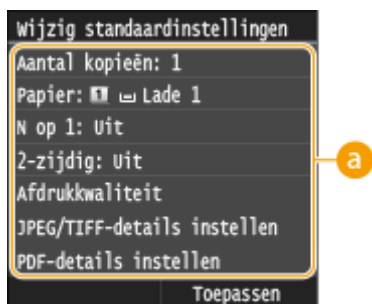 Wijzig standaardinstellingen
Aantal kopieën: 1
Papier: 1 Lade 1
N op 1: Uit
2-zijdig: Uit
Afdrukkwaliteit
JPEG/TIFF-details instellen
PDF-details instellen
Toepassen
a